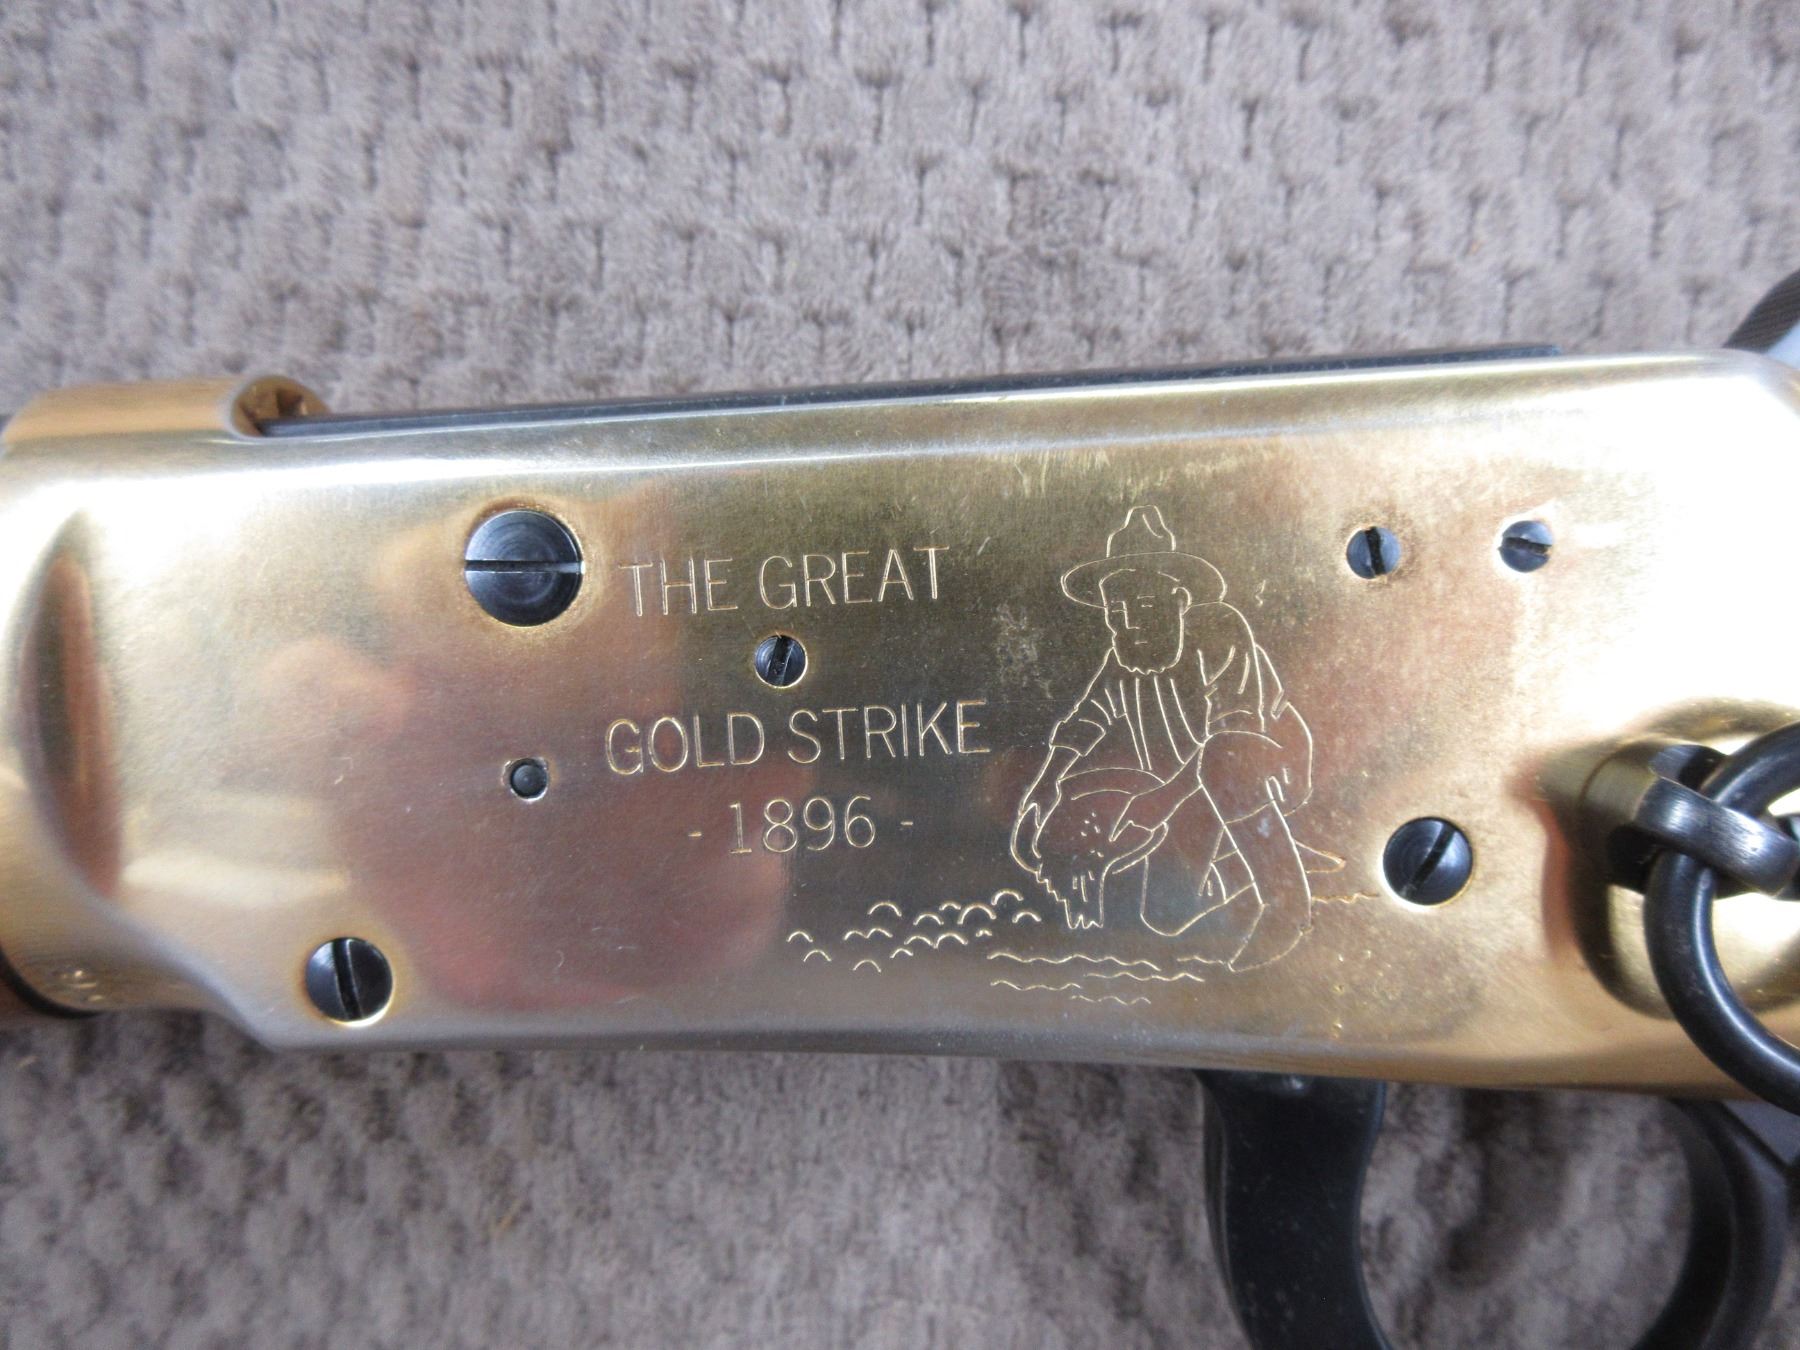 THE GREAT
GOLD STRIKE
- 1896 -